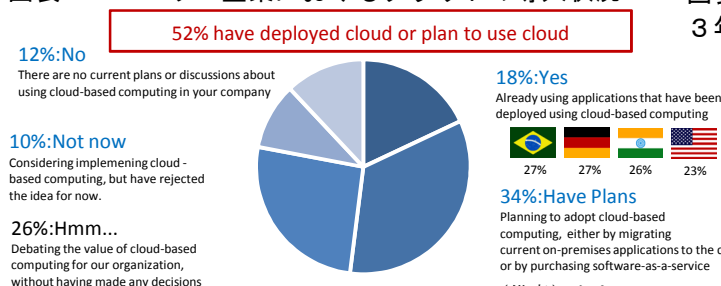 ３年
52% have deployed cloud or plan to use cloud
12%:No
There are no current plans or discussions about
using cloud-based computing in your company
10%:Not now
Considering implemening cloud -
based computing, but have rejected
the idea for now.
26%:Hmm...
Debating the value of cloud-based
computing for our organization,
without having made any decisions
18%:Yes
Already using applications that have been
deployed using cloud-based computing
27% 27% 26% 23%
34%:Have Plans
Planning to adopt cloud-based
computing, either by migrating
current on-premises applications to the
or by purchasing software-as-a-service